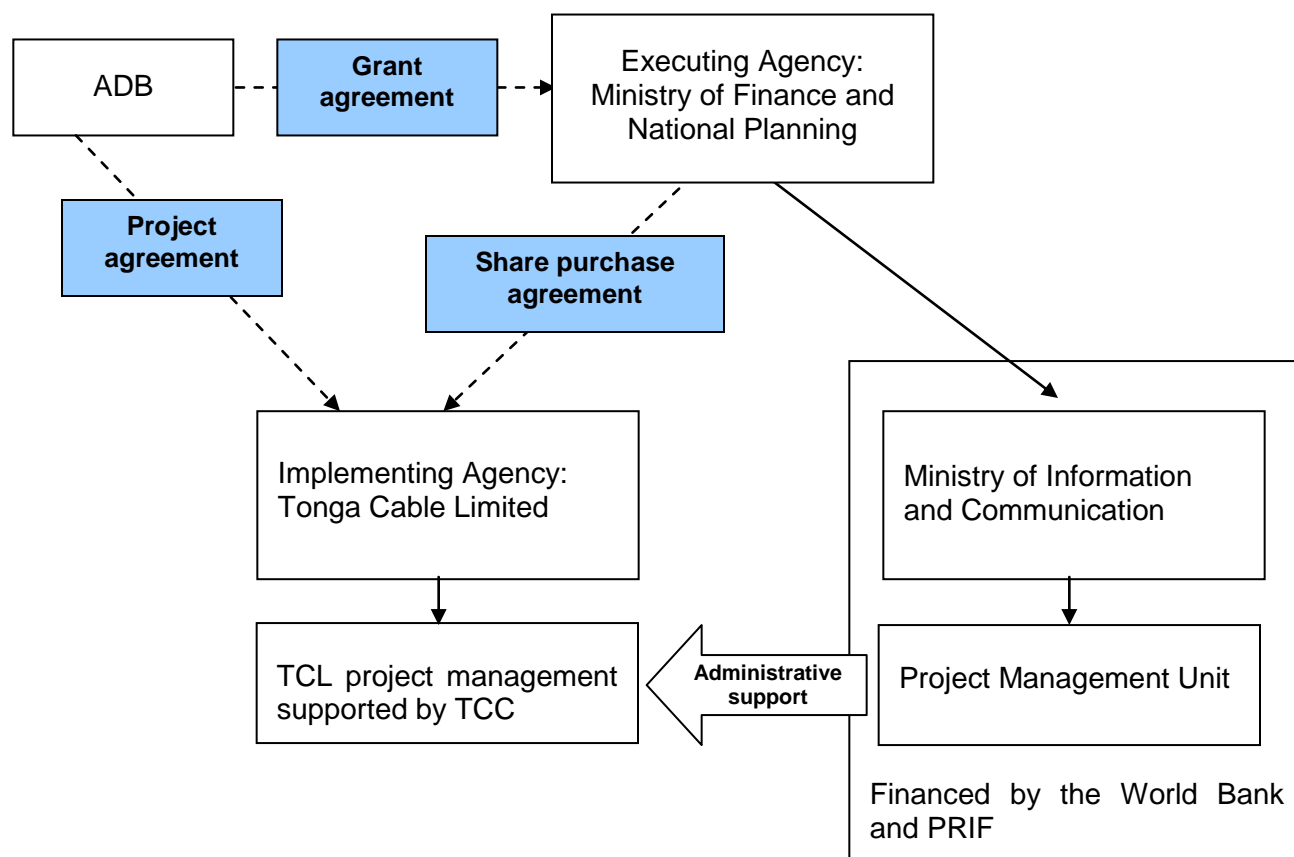 ADB
Grant
agreement
Executing Agency:
Ministry of Finance and
National Planning
Project
agreement
Share purchase
agreement
Implementing Agency:
Tonga Cable Limited
Ministry of Information
and Communication
TCL project management
supported by TCC
Administrative
support
Project Management Unit
Financed by the World Bank
and PRIF